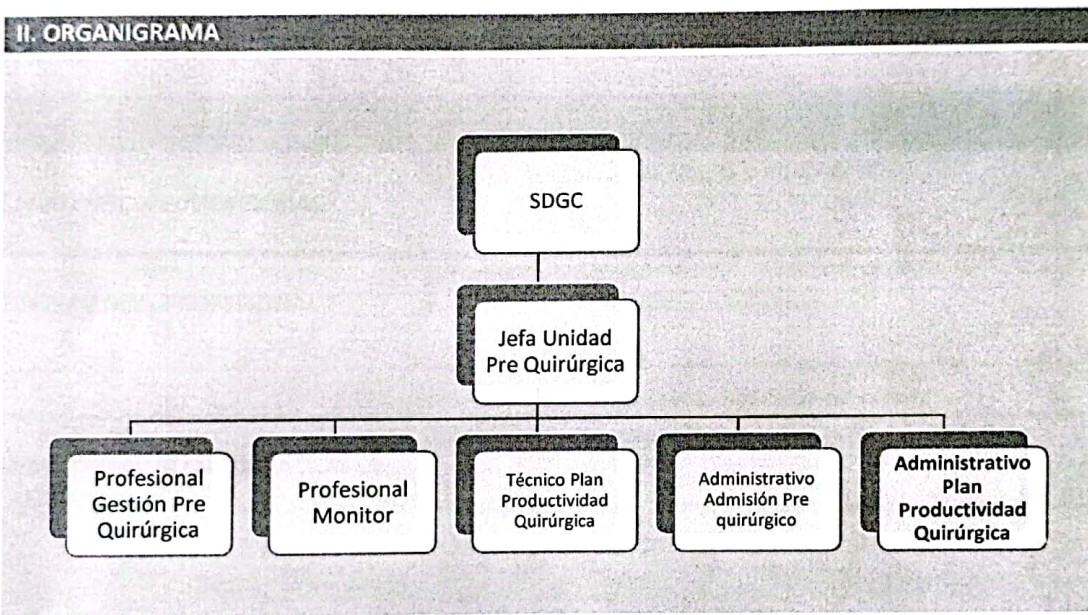 II. ORGANIGRAMA
SDGC
Jefa Unidad
Pre Quirúrgica
Profesional
Gestión Pre
Quirúrgica
Profesional
Monitor
Técnico Plan
Productividad
Quirúrgica
Administrativo
Admisión Pre
quirúrgico
Administrativo
Plan
Productividad
Quirúrgica